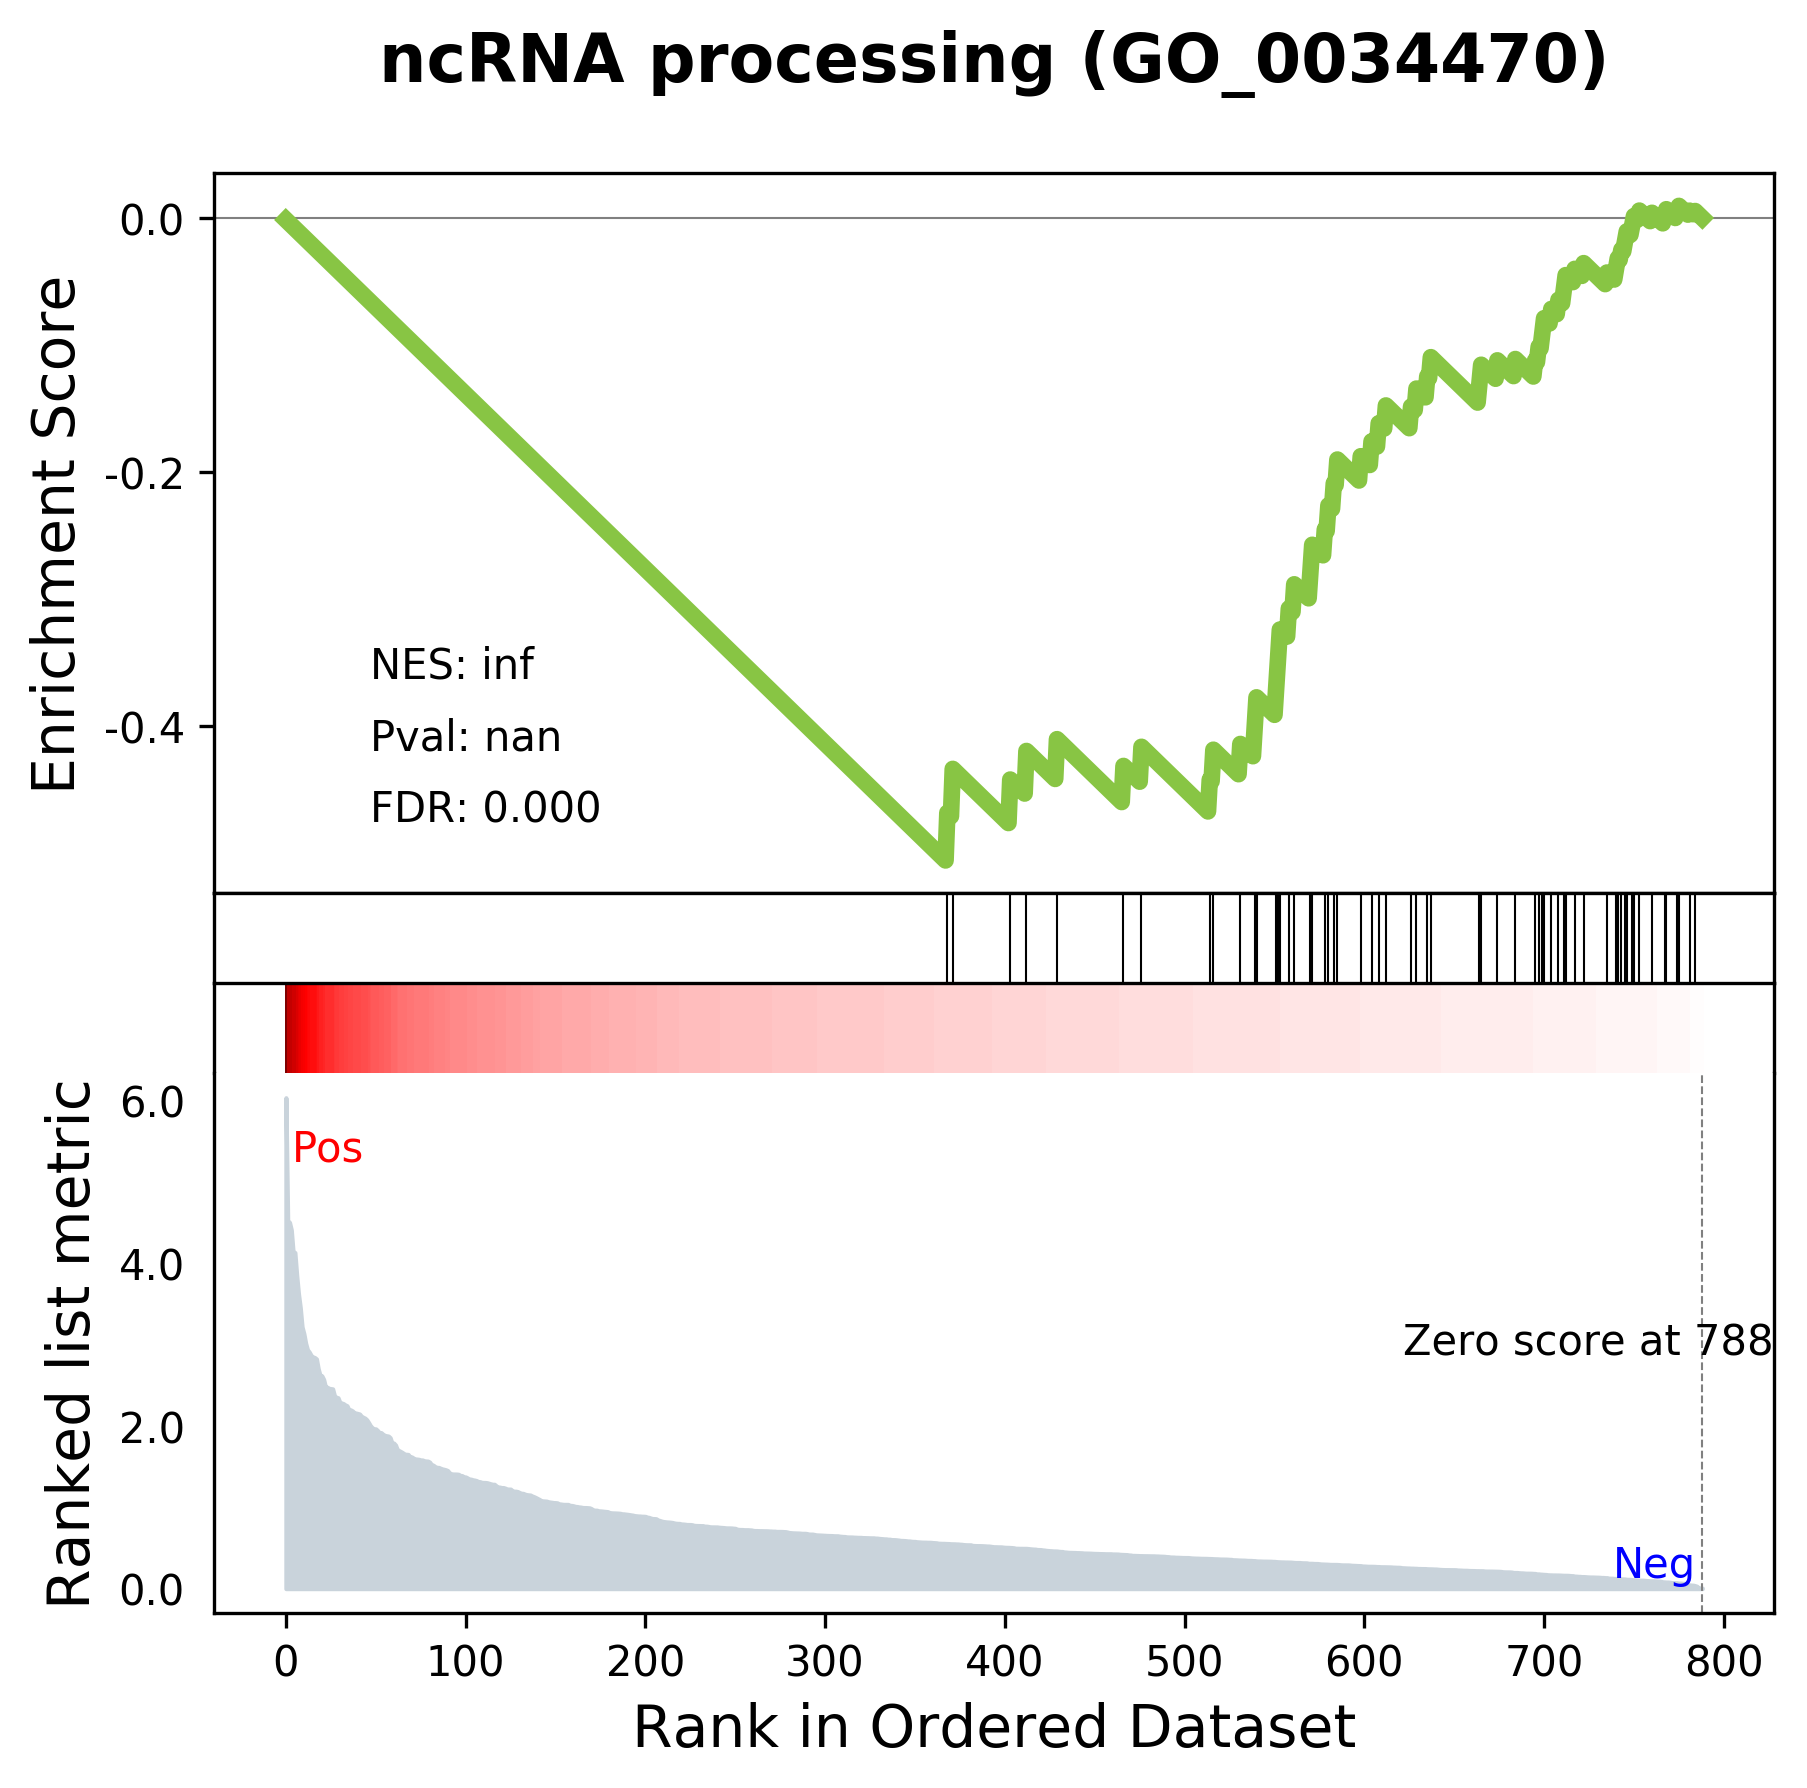 ncRNA processing (GO_0034470)
Enrichment Score
0.0
-0.2
-0.4
NES: inf
Pval: nan
FDR: 0.000
Ranked list metric
6.0
4.0
2.0
0.0
Pos
Zero score at 788
Neg
0 100 200 300 400 500 600 700 800
Rank in Ordered Dataset